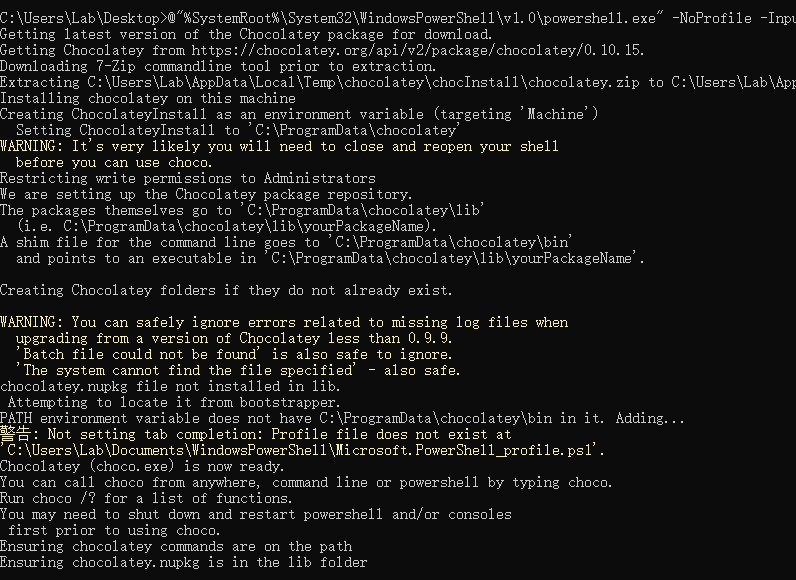 C:\Users\Lab\Desktop>@"%SystemRoot%\System32\WindowsPowerShell\v1.0\powershell.exe" -NoProfile -Inpu
Getting latest version of the Chocolatey package for download.
Getting Chocolatey from https://chocolatey.org/api/v2/package/chocolatey/0.10.15.
Downloading 7-Zip commandline tool prior to extraction.
Extracting C:\Users\Lab\AppData\Local\Temp\chocolatey\chocInstall\chocolatey.zip to C:\Users\Lab\App
Installing chocolatey on this machine
Creating ChocolateyInstall as an environment variable (targeting 'Machine')
  Setting ChocolateyInstall to 'C:\ProgramData\chocolatey'
WARNING: It's very likely you will need to close and reopen your shell
  before you can use choco.
Restricting write permissions to Administrators
We are setting up the Chocolatey package repository.
The packages themselves go to 'C:\ProgramData\chocolatey\lib'
  (i.e. C:\ProgramData\chocolatey\lib\yourPackageName).
A shim file for the command line goes to 'C:\ProgramData\chocolatey\bin'
  and points to an executable in 'C:\ProgramData\chocolatey\lib\yourPackageName'.
Creating Chocolatey folders if they do not already exist.
WARNING: You can safely ignore errors related to missing log files when
  upgrading from a version of Chocolatey less than 0.9.9.
  'Batch file could not be found' is also safe to ignore.
  'The system cannot find the file specified' - also safe.
chocolatey.nupkg file not installed in lib.
 Attempting to locate it from bootstrapper.
PATH environment variable does not have C:\ProgramData\chocolatey\bin in it. Adding...
警告: Not setting tab completion: Profile file does not exist at
'C:\Users\Lab\Documents\WindowsPowerShell\Microsoft.PowerShell_profile.ps1'.
Chocolatey (choco.exe) is now ready.
You can call choco from anywhere, command line or powershell by typing choco.
Run choco /? for a list of functions.
You may need to shut down and restart powershell and/or consoles
 first prior to using choco.
Ensuring chocolatey commands are on the path
Ensuring chocolatey.nupkg is in the lib folder